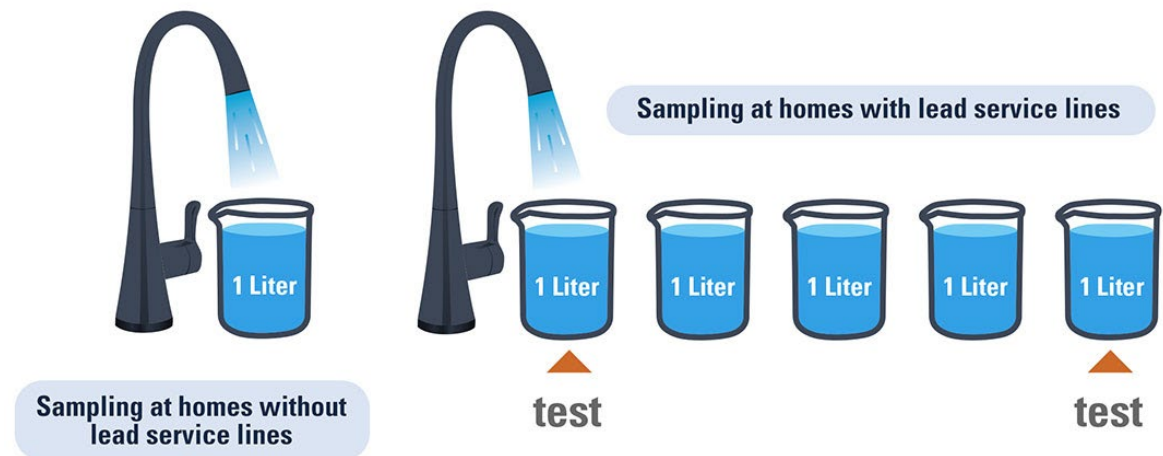 Sampling at homes with lead service lines
1 Liter
1 Liter
1 Liter
1 Liter
1 Liter
1 Liter
test
test
Sampling at homes without
lead service lines